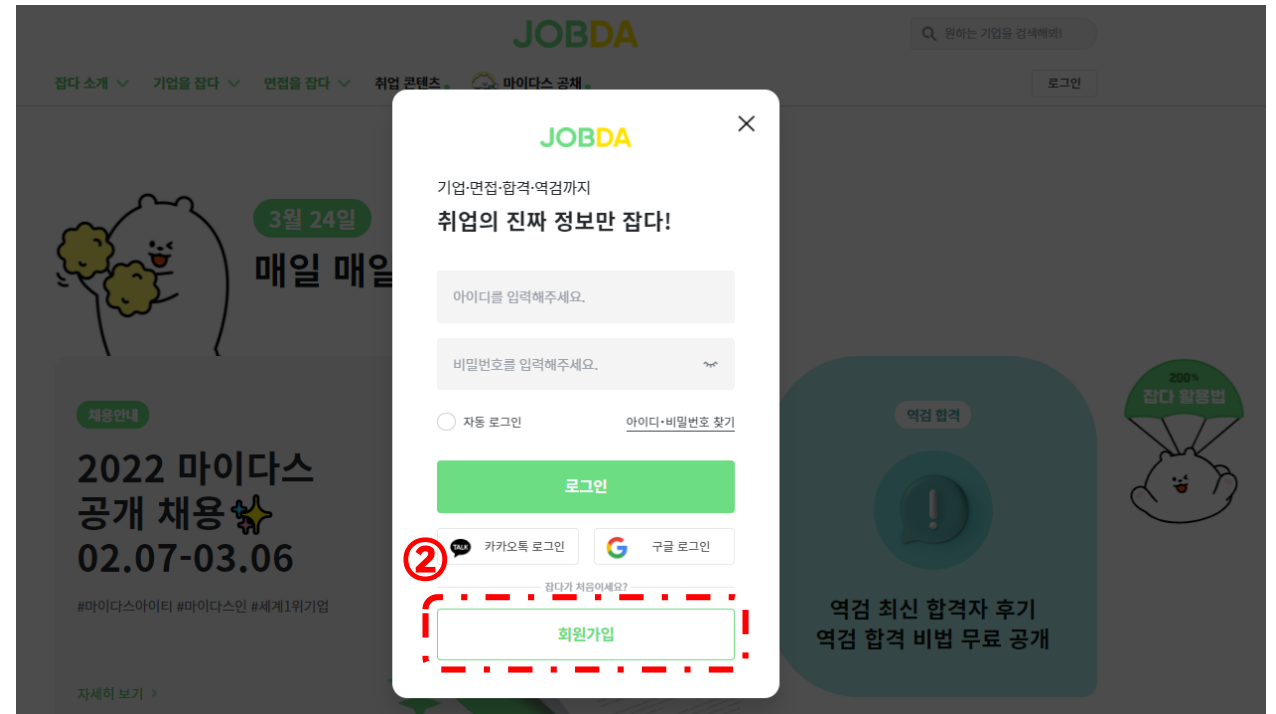 JOBDA
원하는 기업을 검색해봐!
잡다 소개 기업을 잡다 면접을 잡다 취업 콘텐츠 마이다스 공채
로그인
JOBDA
기업·면접·합격·역검까지
취업의 진짜 정보만 잡다!
3월 24일
매일 매일
아이디를 입력해주세요.
비밀번호를 입력해주세요.
자동 로그인 아이디•비밀번호 찾기
로그인
TALK 카카오톡 로그인 G 구글 로그인
②
잡다가 처음이세요?
회원가입
채용안내
2022 마이다스
공개 채용
02.07-03.06
#마이다스아이티 #마이다스인 #세계1위기업
자세히 보기 >
역검 합격
역검 최신 합격자 후기
역검 합격 비법 무료 공개
200%
잡다 활용법